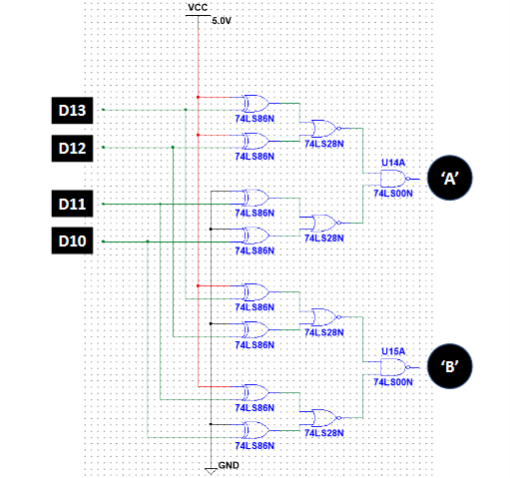 VCC
5.0V
D13
74LS86N
74LS28N
D12
74LS86N
U14A
74LS00N
'A'
D11
74LS86N
74LS28N
D10
74LS86N
74LS86N
74LS28N
74LS86N
U15A
74LS00N
'B'
74LS86N
74LS28N
74LS86N
GND